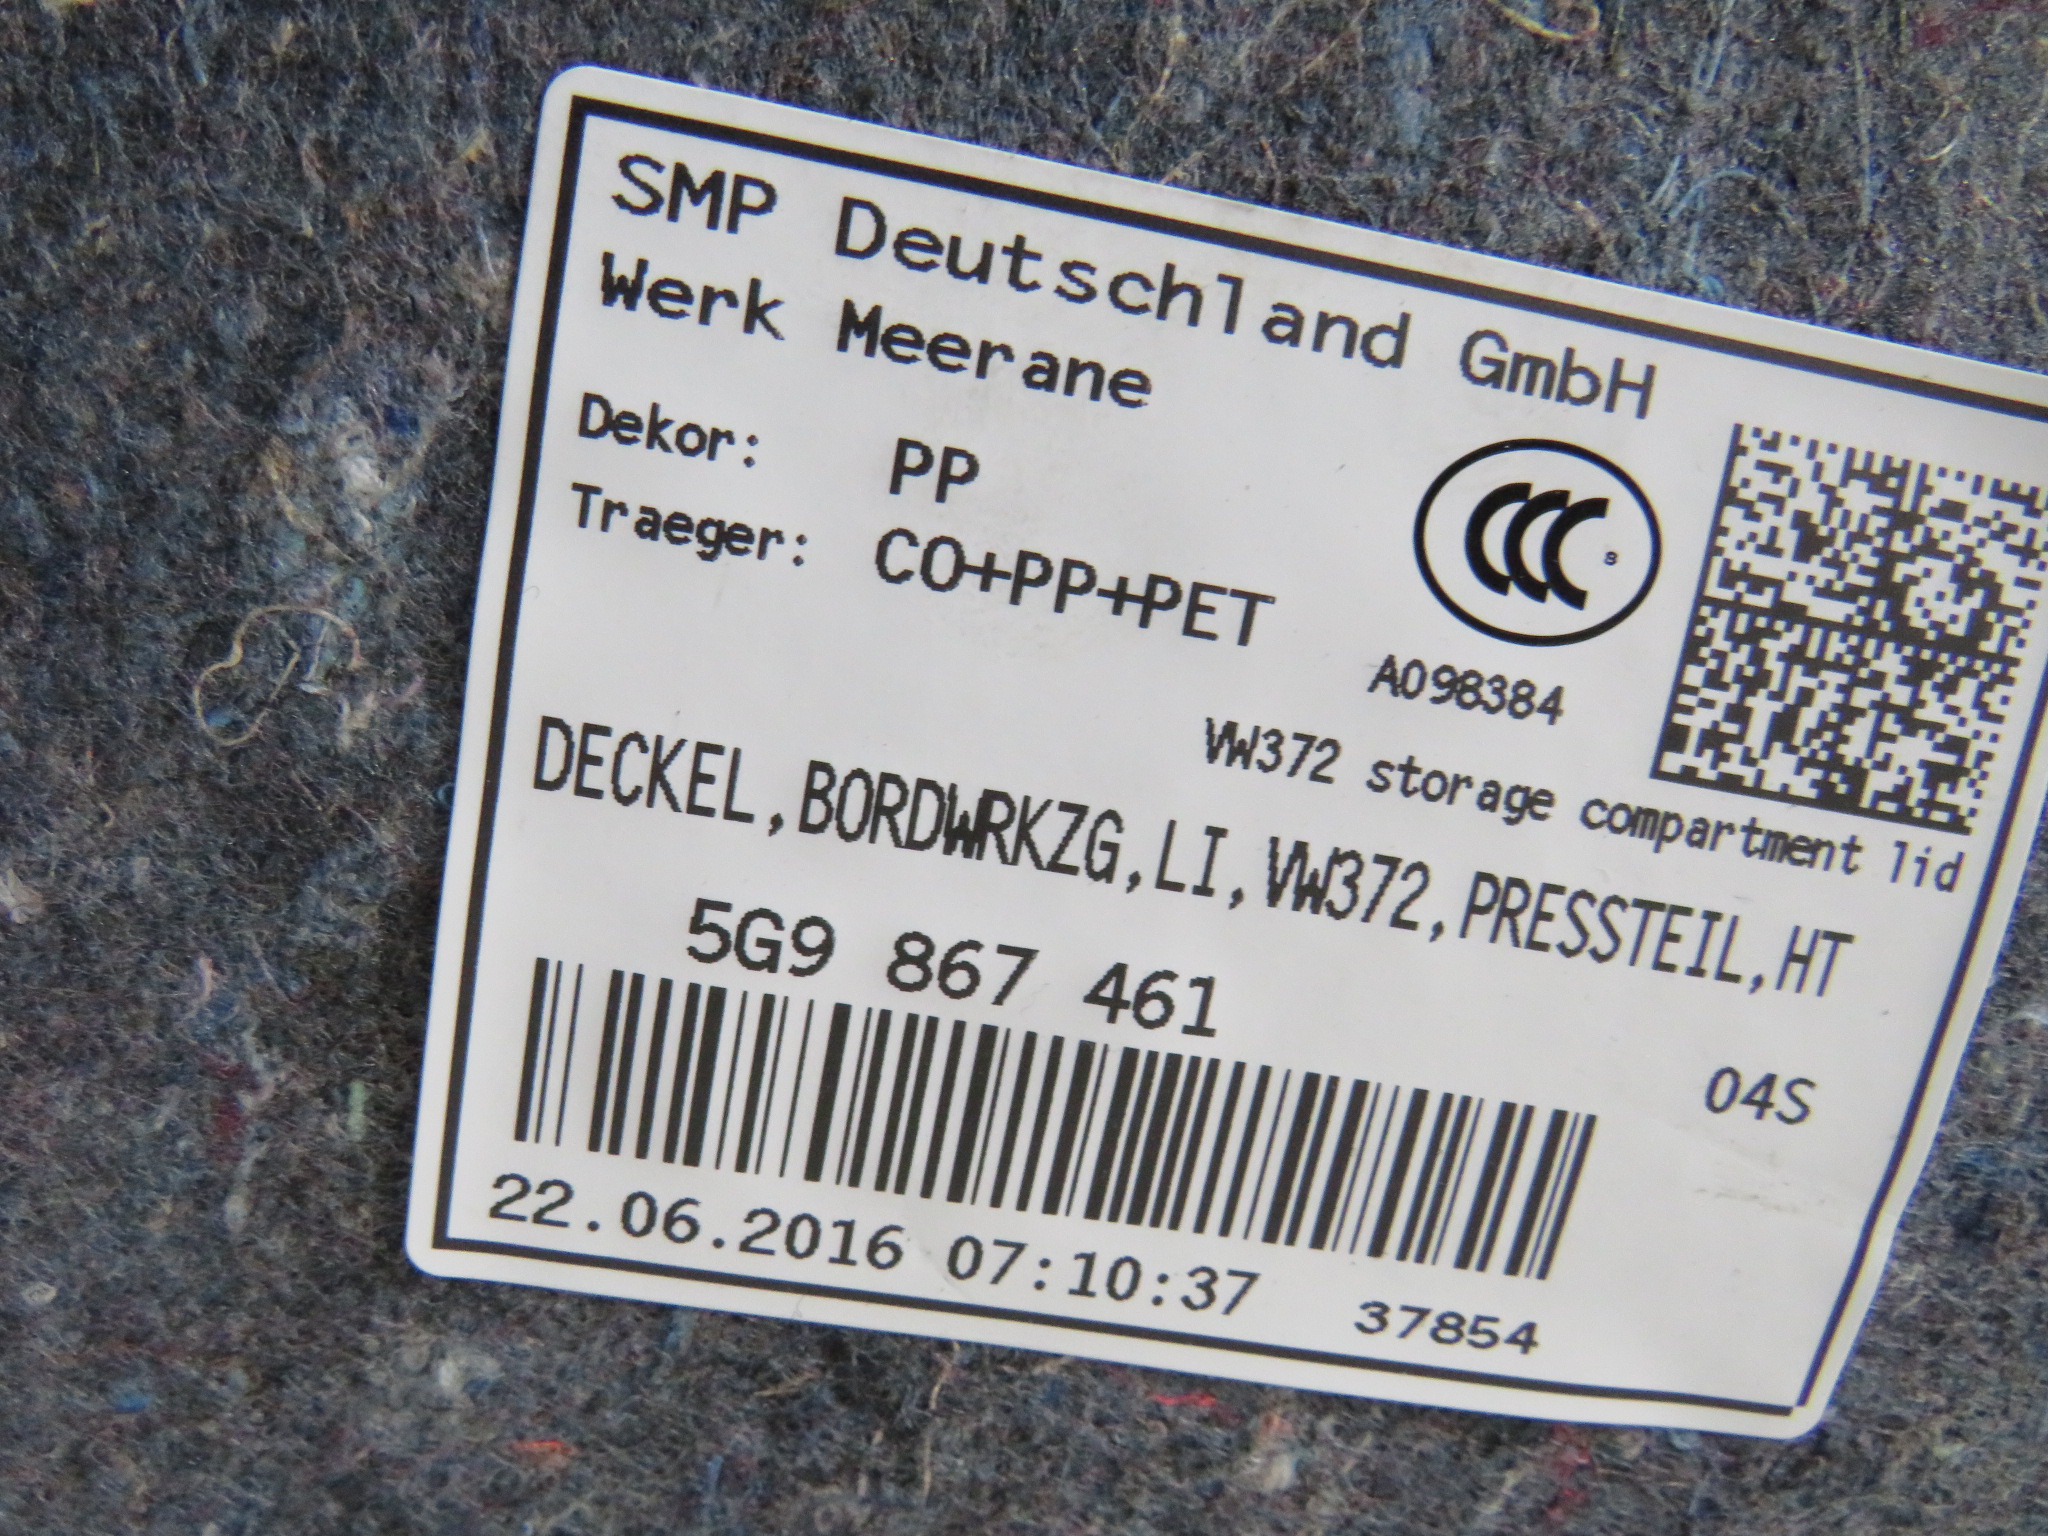 SMP Deutschland GmbH
Werk Meerane
Dekor: PP
Traeger: CO+PP+PET
CCC
S
A098384
VW372 storage compartment lid
DECKEL,BORDWRKZG,LI,VW372,PRESSTEIL,HT
5G9 867 461
04S
22.06.2016 07:10:37 37854